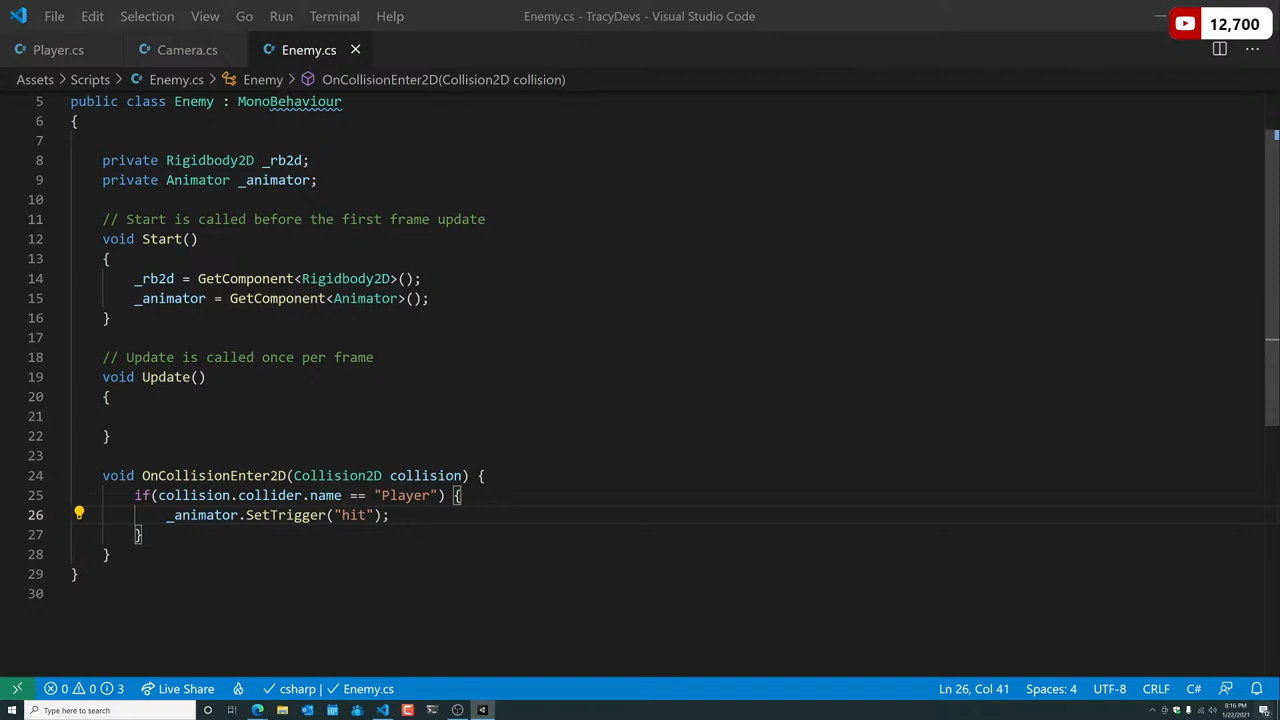 File Edit Selection View Go Run Terminal Help Enemy.cs - TracyDevs - Visual Studio Code 12,700
Player.cs Camera.cs Enemy.cs
Assets > Scripts > Enemy.cs > Enemy > OnCollisionEnter2D(Collision2D collision)
5 public class Enemy : MonoBehaviour
6 {
7
8 private Rigidbody2D _rb2d;
9 private Animator _animator;
10
11 // Start is called before the first frame update
12 void Start()
13 {
14 _rb2d = GetComponent<Rigidbody2D>();
15 _animator = GetComponent<Animator>();
16 }
17
18 // Update is called once per frame
19 void Update()
20 {
21
22 }
23
24 void OnCollisionEnter2D(Collision2D collision) {
25 if(collision.collider.name == "Player") {
26 _animator.SetTrigger("hit");
27 }
28 }
29 }
30
0 0 3 Live Share csharp | Enemy.cs Ln 26, Col 41 Spaces: 4 UTF-8 CRLF C#
Type here to search 8:16 PM
1/22/2021